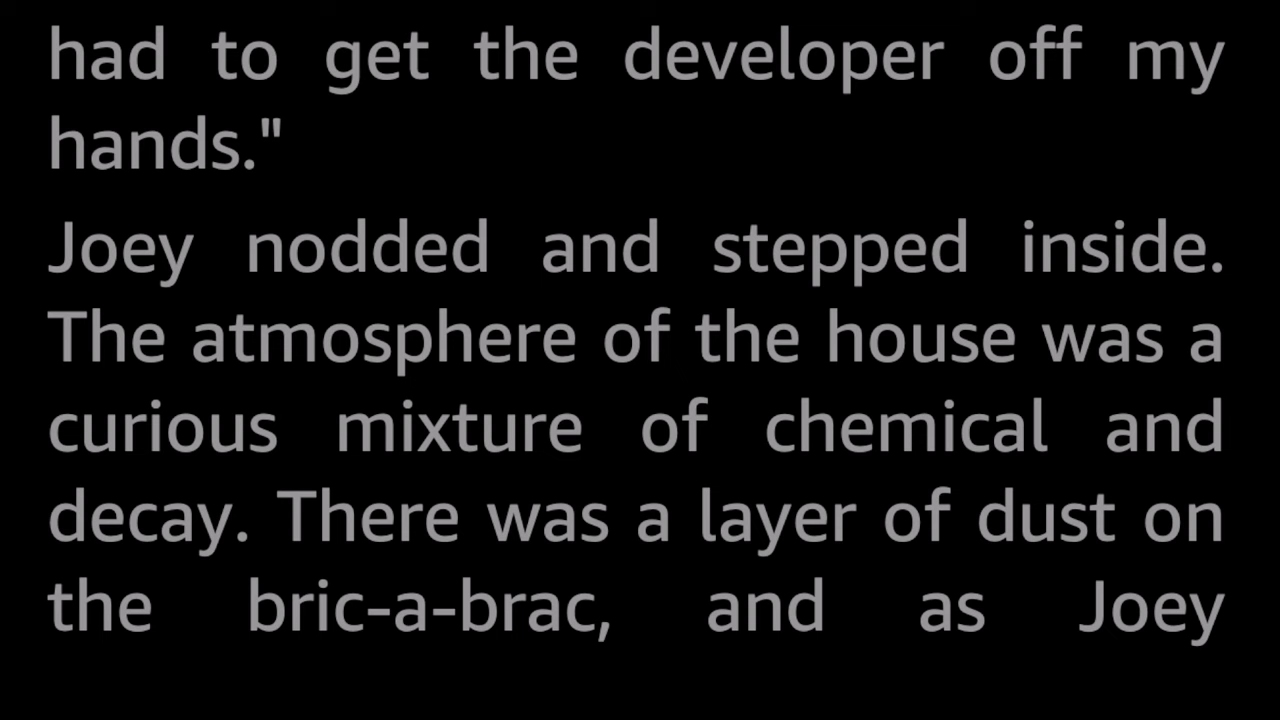 had to get the developer off my
hands."
Joey nodded and stepped inside.
The atmosphere of the house was a
curious mixture of chemical and
decay. There was a layer of dust on
the bric-a-brac, and as Joey